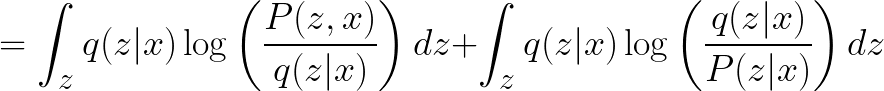 = ∫_z q(z|x) log ( P(z, x) / q(z|x) ) dz + ∫_z q(z|x) log ( q(z|x) / P(z|x) ) dz